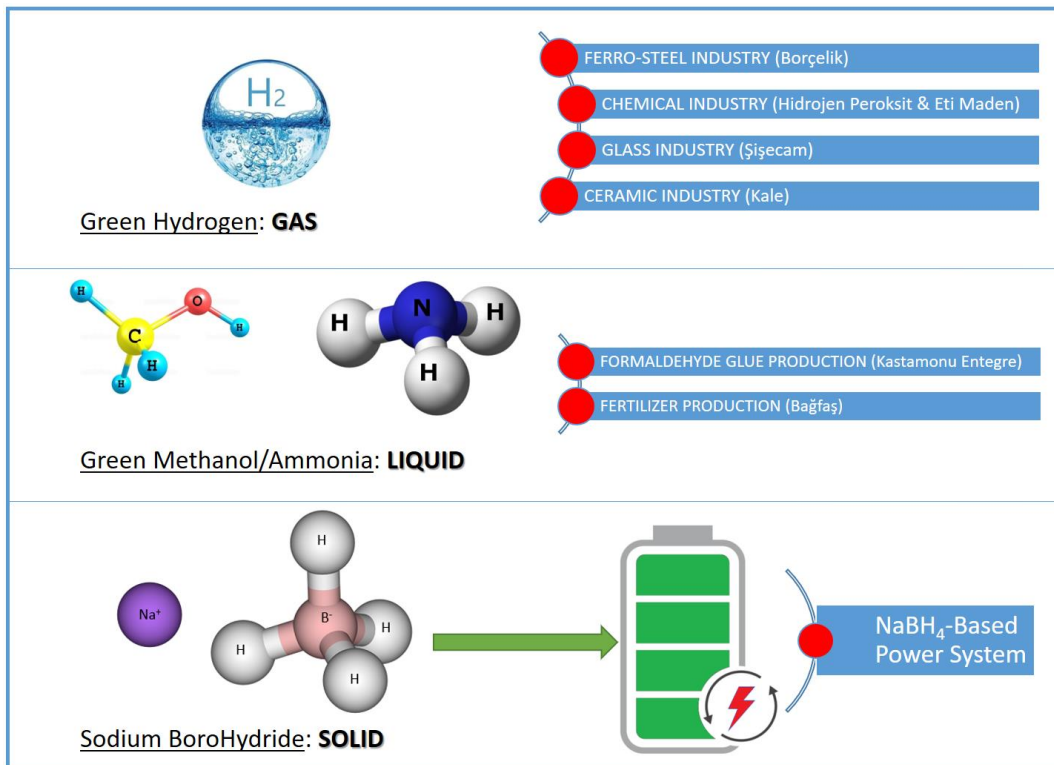 H2
FERRO-STEEL INDUSTRY (Borçelik)
CHEMICAL INDUSTRY (Hidrojen Peroksit & Eti Maden)
GLASS INDUSTRY (Şişecam)
CERAMIC INDUSTRY (Kale)
Green Hydrogen: GAS
H
O
C
H
H
H
N
H
H
H
FORMALDEHYDE GLUE PRODUCTION (Kastamonu Entegre)
FERTILIZER PRODUCTION (Bağfaş)
Green Methanol/Ammonia: LIQUID
H
Na⁺
B⁻
H
H
H
NaBH₄-Based
Power System
Sodium BoroHydride: SOLID